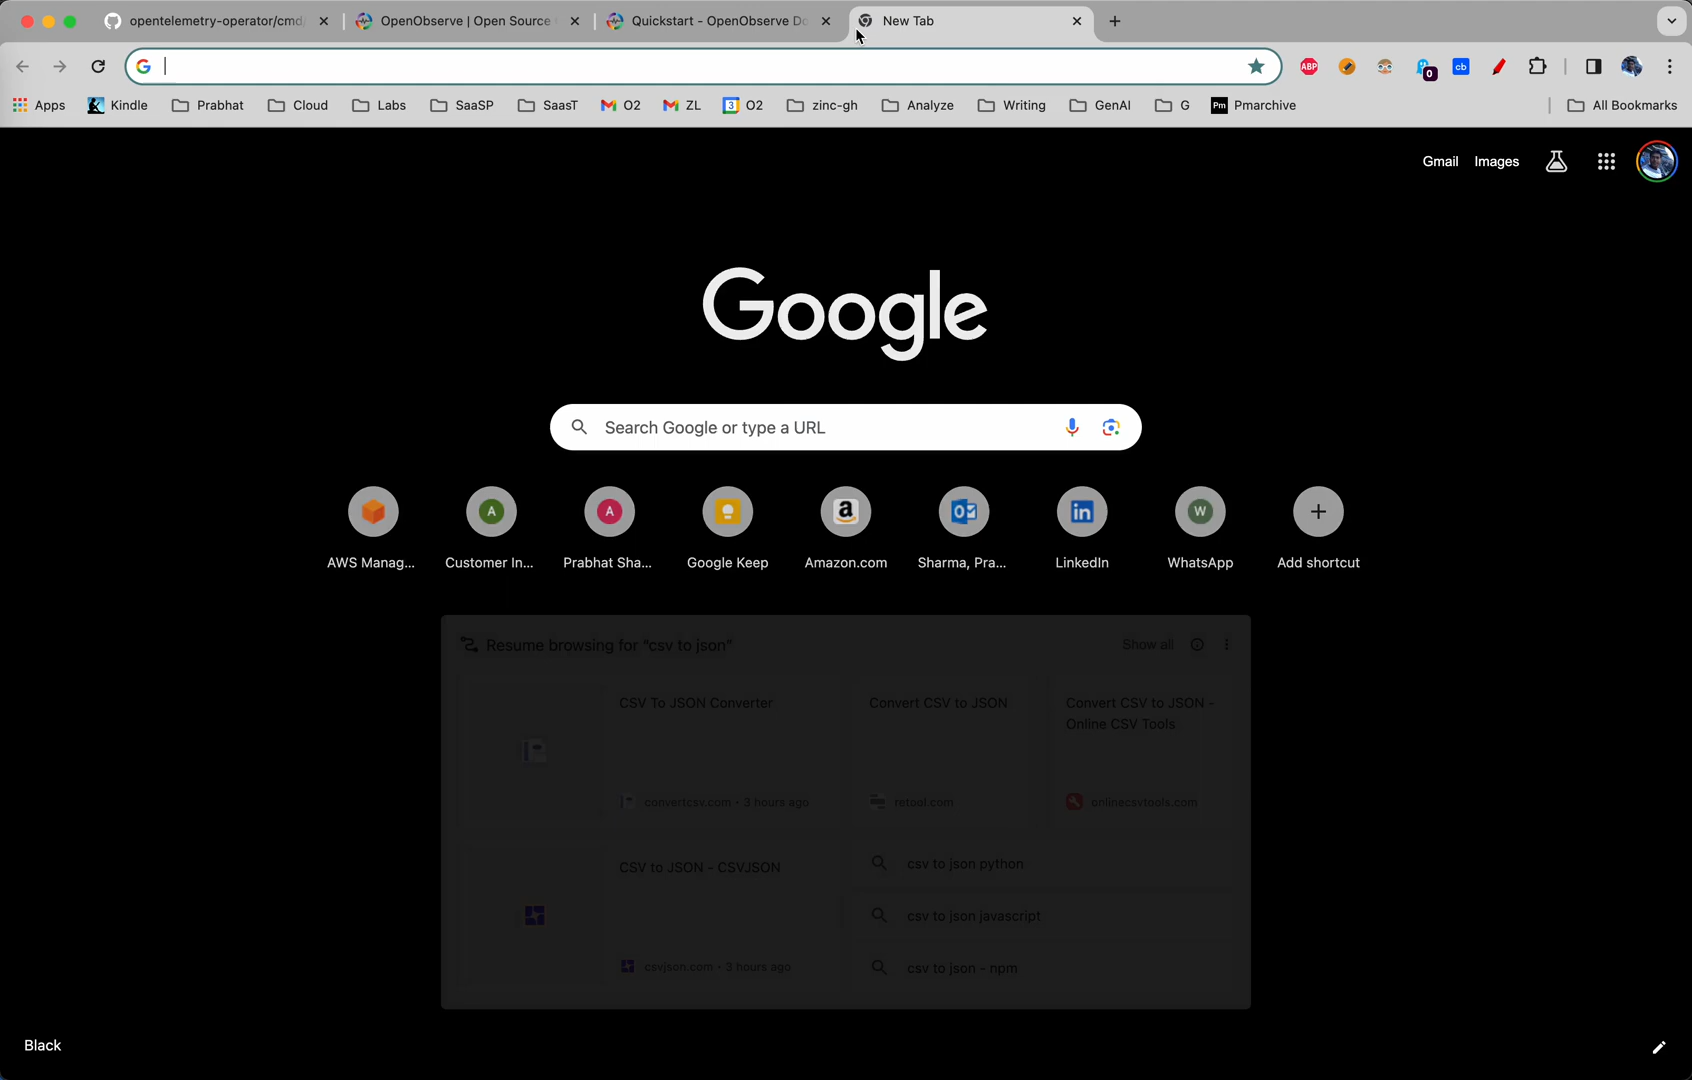 opentelemetry-operator/cmd/
OpenObserve | Open Source
Quickstart - OpenObserve Do
New Tab
ABP
0
cb
Apps
Kindle
Prabhat
Cloud
Labs
SaaSP
SaasT
O2
ZL
3
O2
zinc-gh
Analyze
Writing
GenAI
G
Pm
Pmarchive
All Bookmarks
Gmail
Images
Google
Search Google or type a URL
A
A
a
W
AWS Manag...
Customer In...
Prabhat Sha...
Google Keep
Amazon.com
Sharma, Pra...
LinkedIn
WhatsApp
Add shortcut
Resume browsing for "csv to json"
Show all
CSV To JSON Converter
Convert CSV to JSON
Convert CSV to JSON -
Online CSV Tools
convertcsv.com • 3 hours ago
retool.com
onlinecsvtools.com
CSV to JSON - CSVJSON
csv to json python
csv to json javascript
csvjson.com • 3 hours ago
csv to json - npm
Black